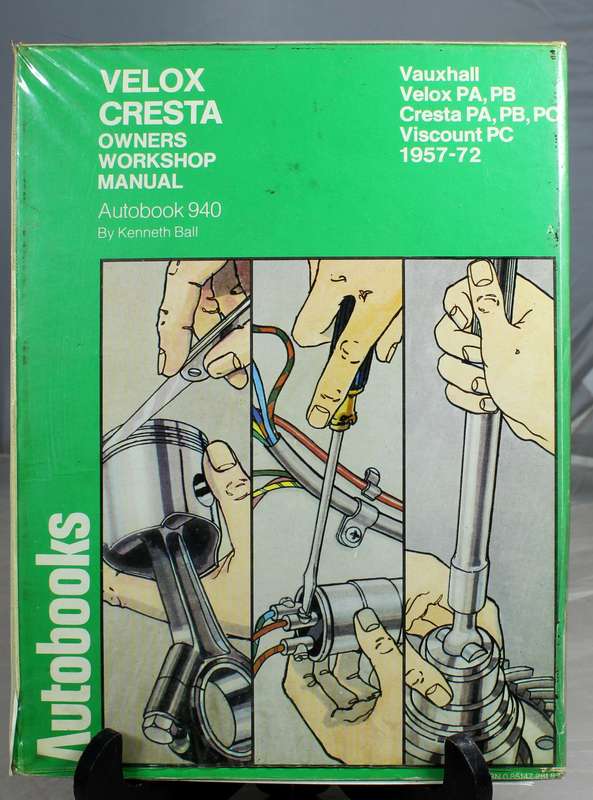 VELOX
CRESTA
OWNERS
WORKSHOP
MANUAL
Autobook 940
By Kenneth Ball
Vauxhall
Velox PA, PB
Cresta PA, PB, PC
Viscount PC
1957-72
A
Autobooks